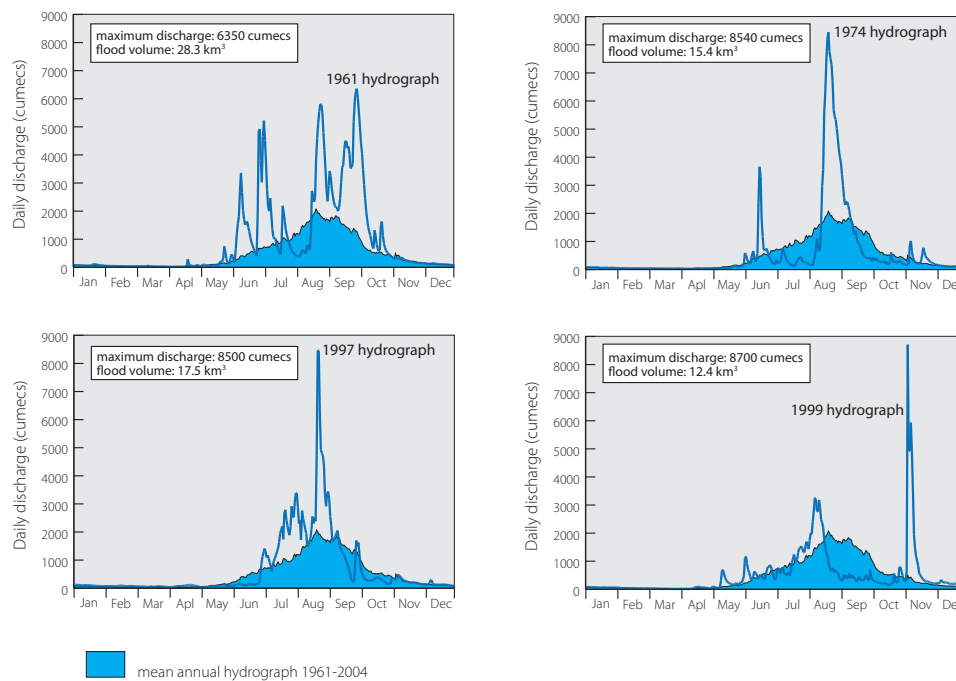 9000
8000
7000
6000
5000
4000
3000
2000
1000
0
Daily discharge (cumecs)
maximum discharge: 6350 cumecs
flood volume: 28.3 km³
1961 hydrograph
Jan Feb Mar Apl May Jun Jul Aug Sep Oct Nov Dec
9000
8000
7000
6000
5000
4000
3000
2000
1000
0
Daily discharge (cumecs)
maximum discharge: 8540 cumecs
flood volume: 15.4 km³
1974 hydrograph
Jan Feb Mar Apl May Jun Jul Aug Sep Oct Nov De
9000
8000
7000
6000
5000
4000
3000
2000
1000
0
Daily discharge (cumecs)
maximum discharge: 8500 cumecs
flood volume: 17.5 km³
1997 hydrograph
Jan Feb Mar Apl May Jun Jul Aug Sep Oct Nov Dec
9000
8000
7000
6000
5000
4000
3000
2000
1000
0
Daily discharge (cumecs)
maximum discharge: 8700 cumecs
flood volume: 12.4 km³
1999 hydrograph
Jan Feb Mar Apl May Jun Jul Aug Sep Oct Nov De
mean annual hydrograph 1961-2004